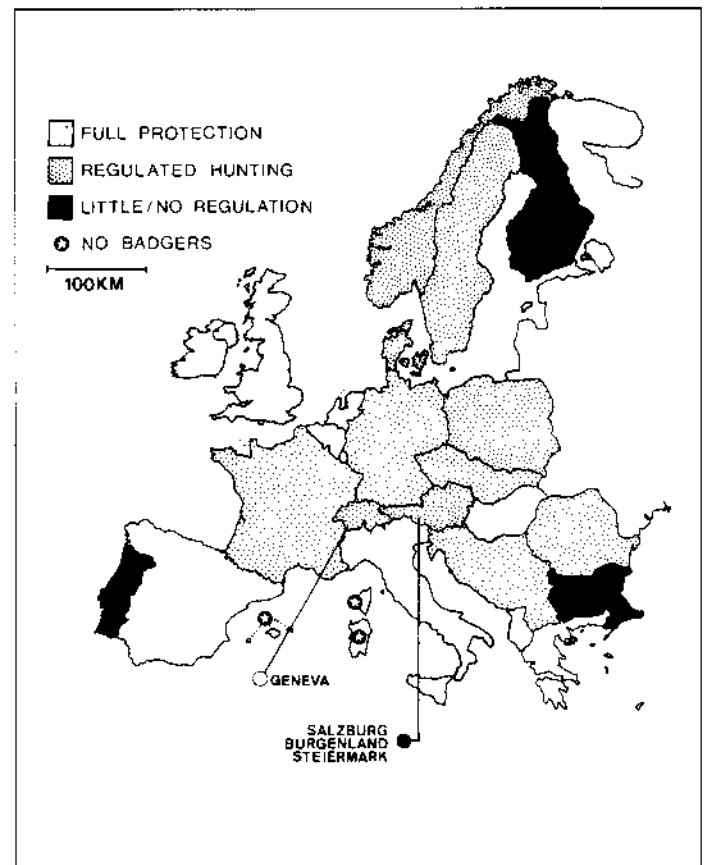 FULL PROTECTION
REGULATED HUNTING
LITTLE/NO REGULATION
NO BADGERS
100KM
GENEVA
SALZBURG
BURGENLAND
STEIERMARK